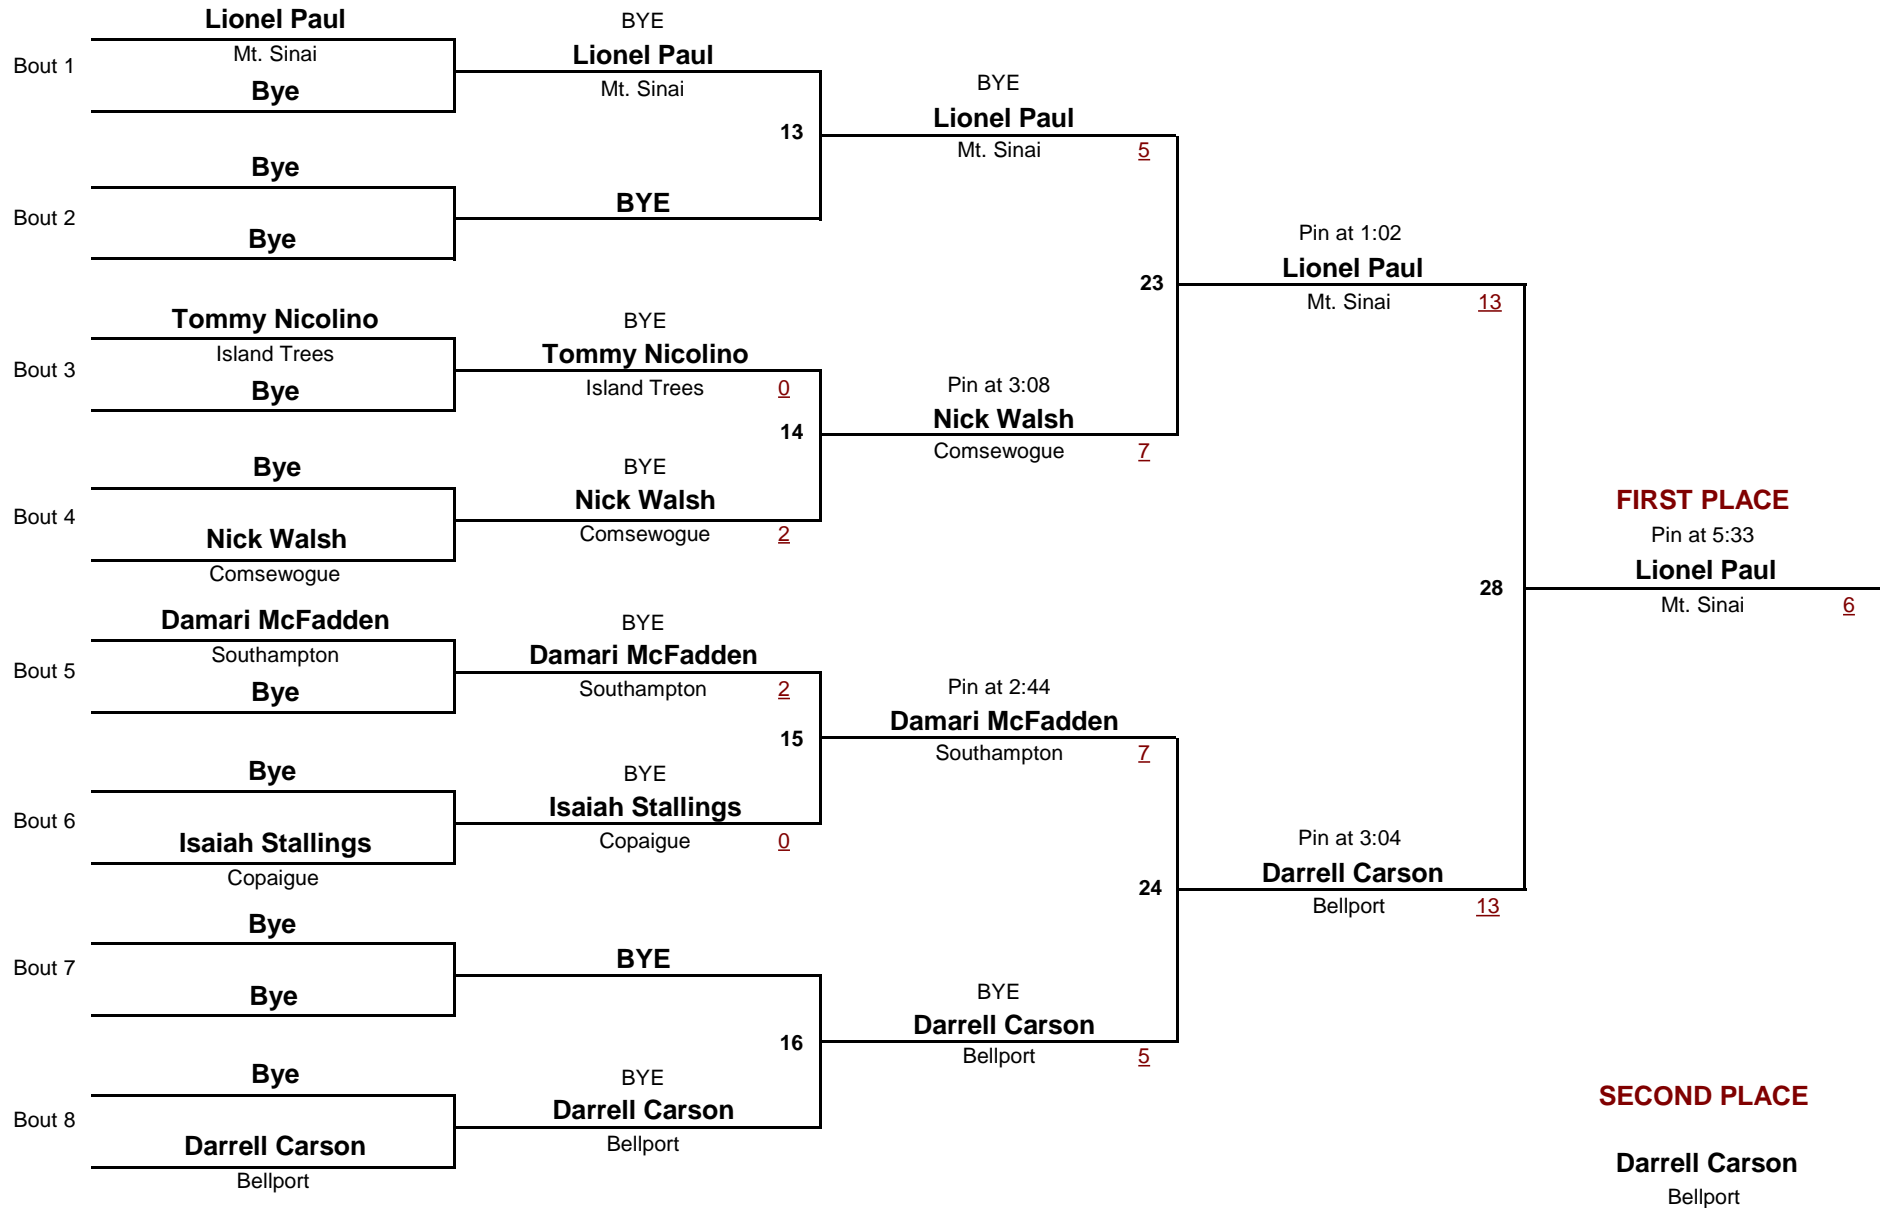 Lionel Paul
Bout 1
Mt. Sinai
Bye
Bye
Bout 2
Bye
Tommy Nicolino
Bout 3
Island Trees
Bye
Bye
Bout 4
Nick Walsh
Comsewogue
Damari McFadden
Bout 5
Southampton
Bye
Bye
Bout 6
Isaiah Stallings
Copaigue
Bye
Bout 7
Bye
Bye
Bout 8
Darrell Carson
Bellport
BYE
Lionel Paul
Mt. Sinai
13
BYE
BYE
Tommy Nicolino
Island Trees 0
14
BYE
Nick Walsh
Comsewogue 2
BYE
Damari McFadden
Southampton 2
15
BYE
Isaiah Stallings
Copaigue 0
BYE
16
BYE
Darrell Carson
Bellport
BYE
Lionel Paul
Mt. Sinai 5
23
Pin at 3:08
Nick Walsh
Comsewogue 7
Pin at 2:44
Damari McFadden
Southampton 7
24
BYE
Darrell Carson
Bellport 5
Pin at 1:02
Lionel Paul
Mt. Sinai 13
28
Pin at 3:04
Darrell Carson
Bellport 13
FIRST PLACE
Pin at 5:33
Lionel Paul
Mt. Sinai 6
SECOND PLACE
Darrell Carson
Bellport